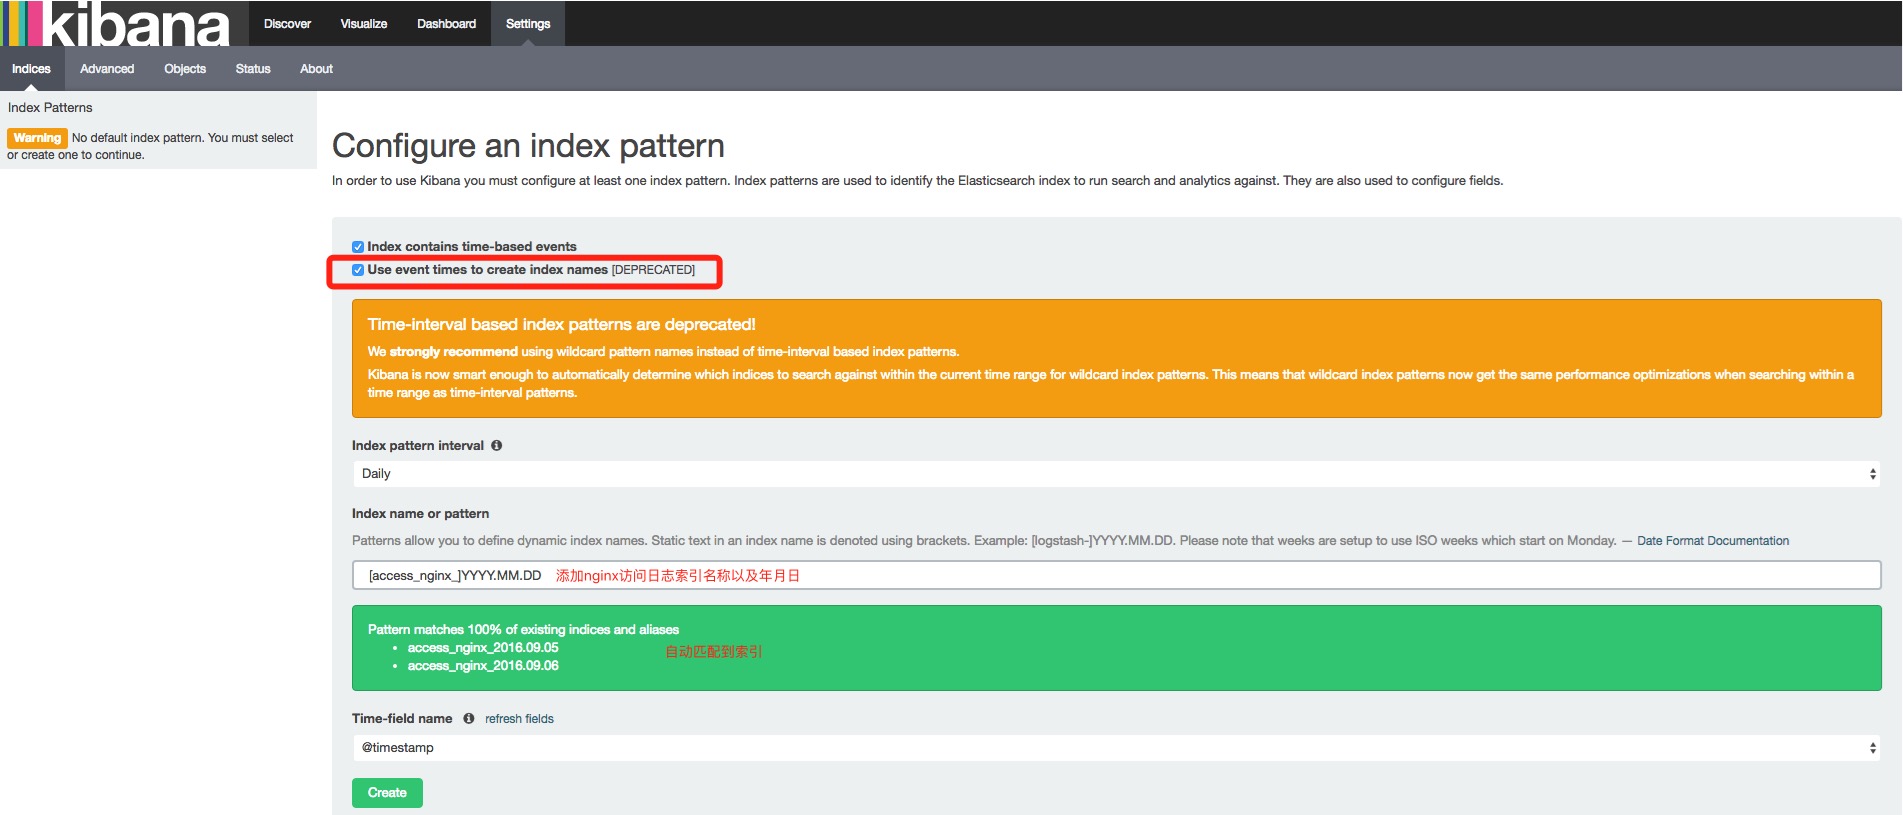 kibana
Discover
Visualize
Dashboard
Settings
Indices
Advanced
Objects
Status
About
Index Patterns
Warning No default index pattern. You must select
or create one to continue.
Configure an index pattern
In order to use Kibana you must configure at least one index pattern. Index patterns are used to identify the Elasticsearch index to run search and analytics against. They are also used to configure fields.
Index contains time-based events
Use event times to create index names [DEPRECATED]
Time-interval based index patterns are deprecated!
We strongly recommend using wildcard pattern names instead of time-interval based index patterns.
Kibana is now smart enough to automatically determine which indices to search against within the current time range for wildcard index patterns. This means that wildcard index patterns now get the same performance optimizations when searching within a
time range as time-interval patterns.
Index pattern interval
Daily
Index name or pattern
Patterns allow you to define dynamic index names. Static text in an index name is denoted using brackets. Example: [logstash-]YYYY.MM.DD. Please note that weeks are setup to use ISO weeks which start on Monday. — Date Format Documentation
[access_nginx_]YYYY.MM.DD 添加nginx访问日志索引名称以及年月日
Pattern matches 100% of existing indices and aliases
• access_nginx_2016.09.05
自动匹配到索引
• access_nginx_2016.09.06
Time-field name refresh fields
@timestamp
Create